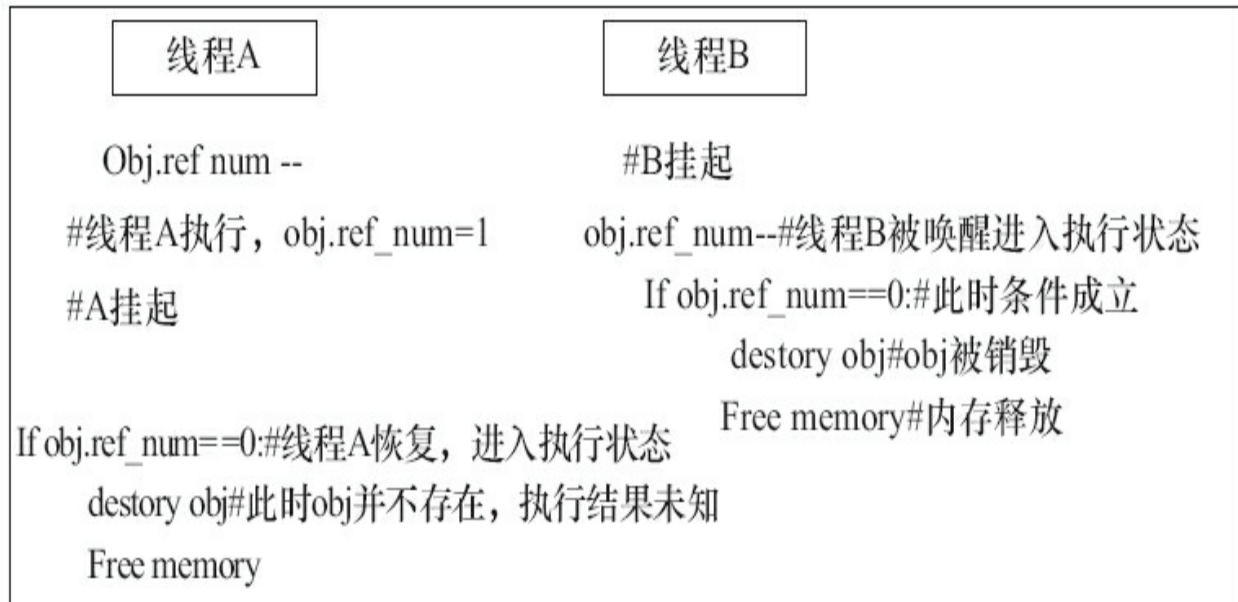 线程A
线程B
Obj.ref num --
#B挂起
#线程A执行，obj.ref_num=1
obj.ref_num--#线程B被唤醒进入执行状态
#A挂起
If obj.ref_num==0:#此时条件成立
destory obj#obj被销毁
Free memory#内存释放
If obj.ref_num==0:#线程A恢复，进入执行状态
destory obj#此时obj并不存在，执行结果未知
Free memory